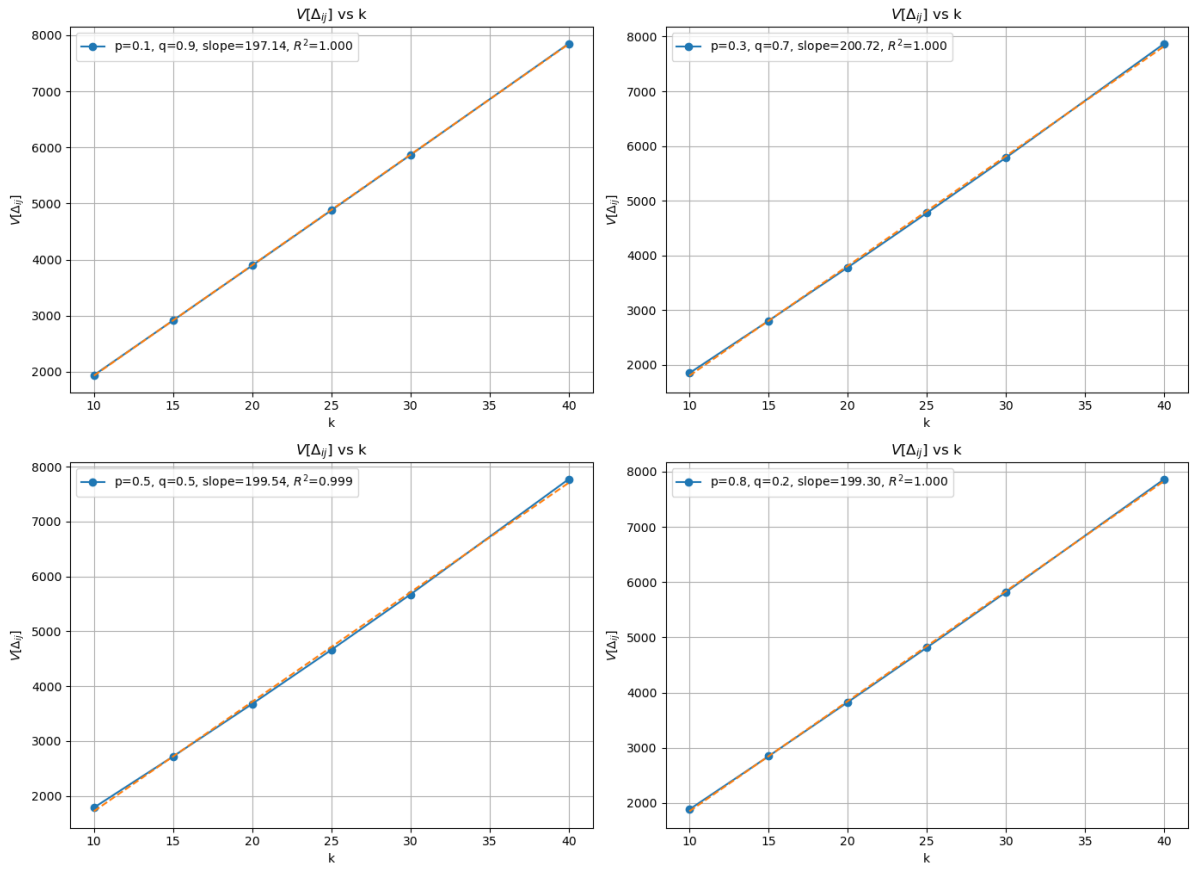 V[Δij] vs k
p=0.1, q=0.9, slope=197.14, R²=1.000
8000
7000
6000
5000
4000
3000
2000
V[Δij]
10 15 20 25 30 35 40
k
V[Δij] vs k
p=0.3, q=0.7, slope=200.72, R²=1.000
8000
7000
6000
5000
4000
3000
2000
V[Δij]
10 15 20 25 30 35 40
k
V[Δij] vs k
p=0.5, q=0.5, slope=199.54, R²=0.999
8000
7000
6000
5000
4000
3000
2000
V[Δij]
10 15 20 25 30 35 40
k
V[Δij] vs k
p=0.8, q=0.2, slope=199.30, R²=1.000
8000
7000
6000
5000
4000
3000
2000
V[Δij]
10 15 20 25 30 35 40
k